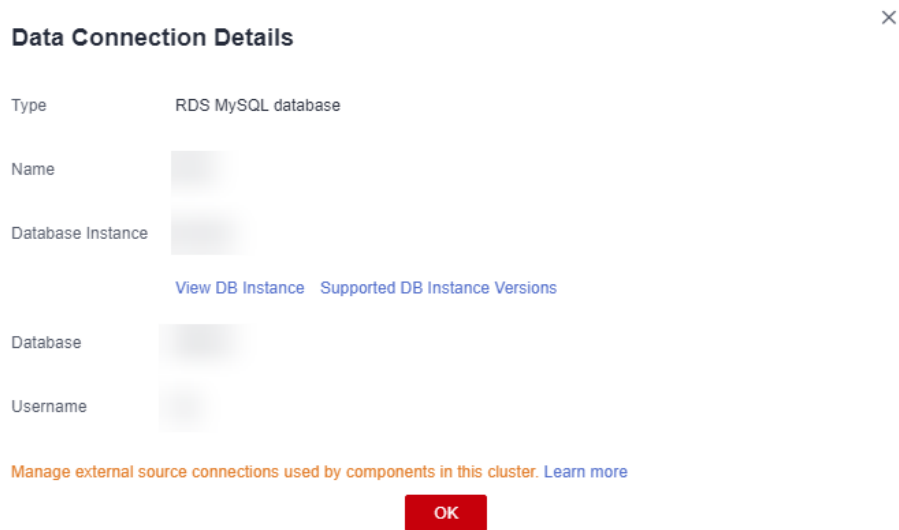 Data Connection Details
Type RDS MySQL database
Name
Database Instance
View DB Instance Supported DB Instance Versions
Database
Username
Manage external source connections used by components in this cluster. Learn more
OK